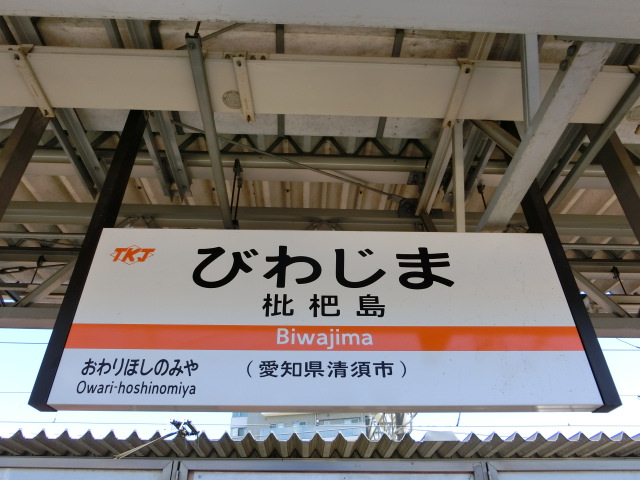 TKJ
びわじま
枇杷島
Biwajima
おわりほしのみや
Owari-hoshinomiya
(愛知県清須市)